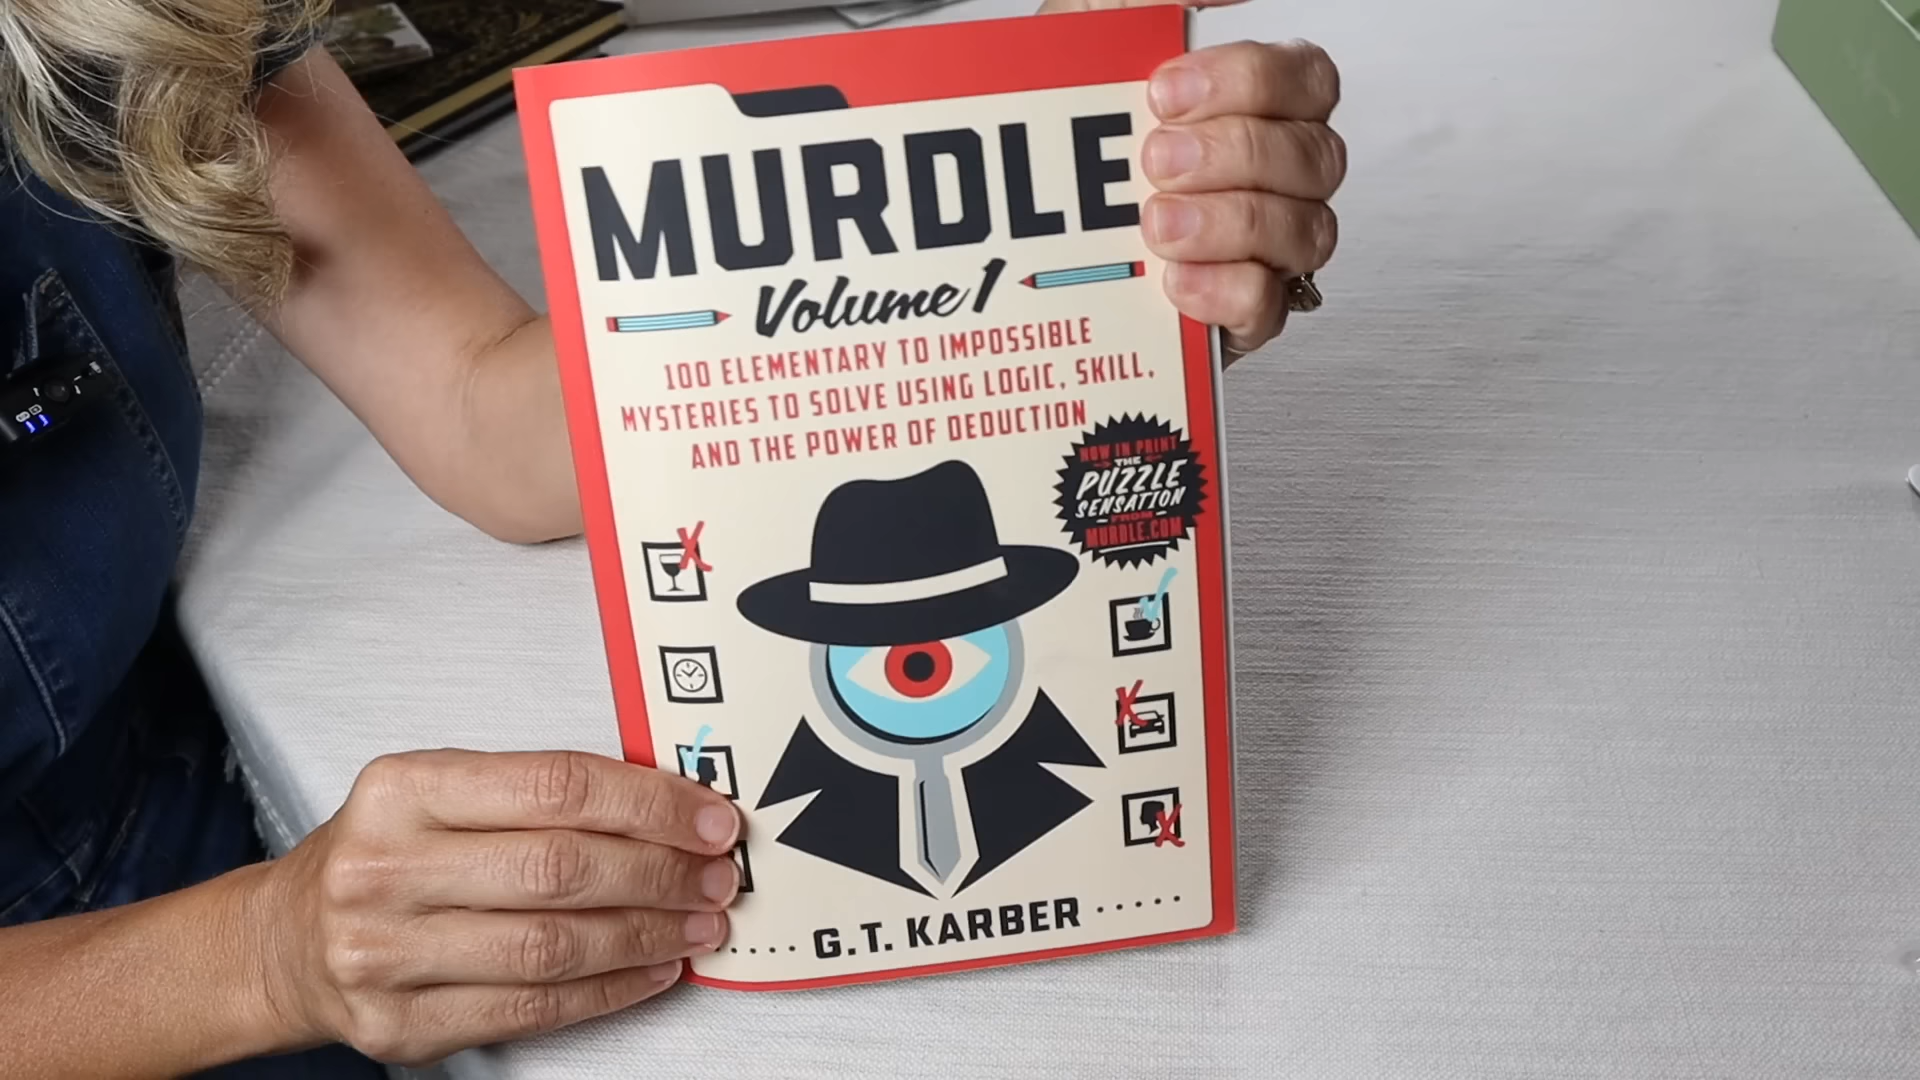 MURDLE
Volume 1
100 ELEMENTARY TO IMPOSSIBLE
MYSTERIES TO SOLVE USING LOGIC, SKILL,
AND THE POWER OF DEDUCTION
NOW IN PRINT
THE
PUZZLE
SENSATION
FROM
MURDLE.COM
G.T. KARBER